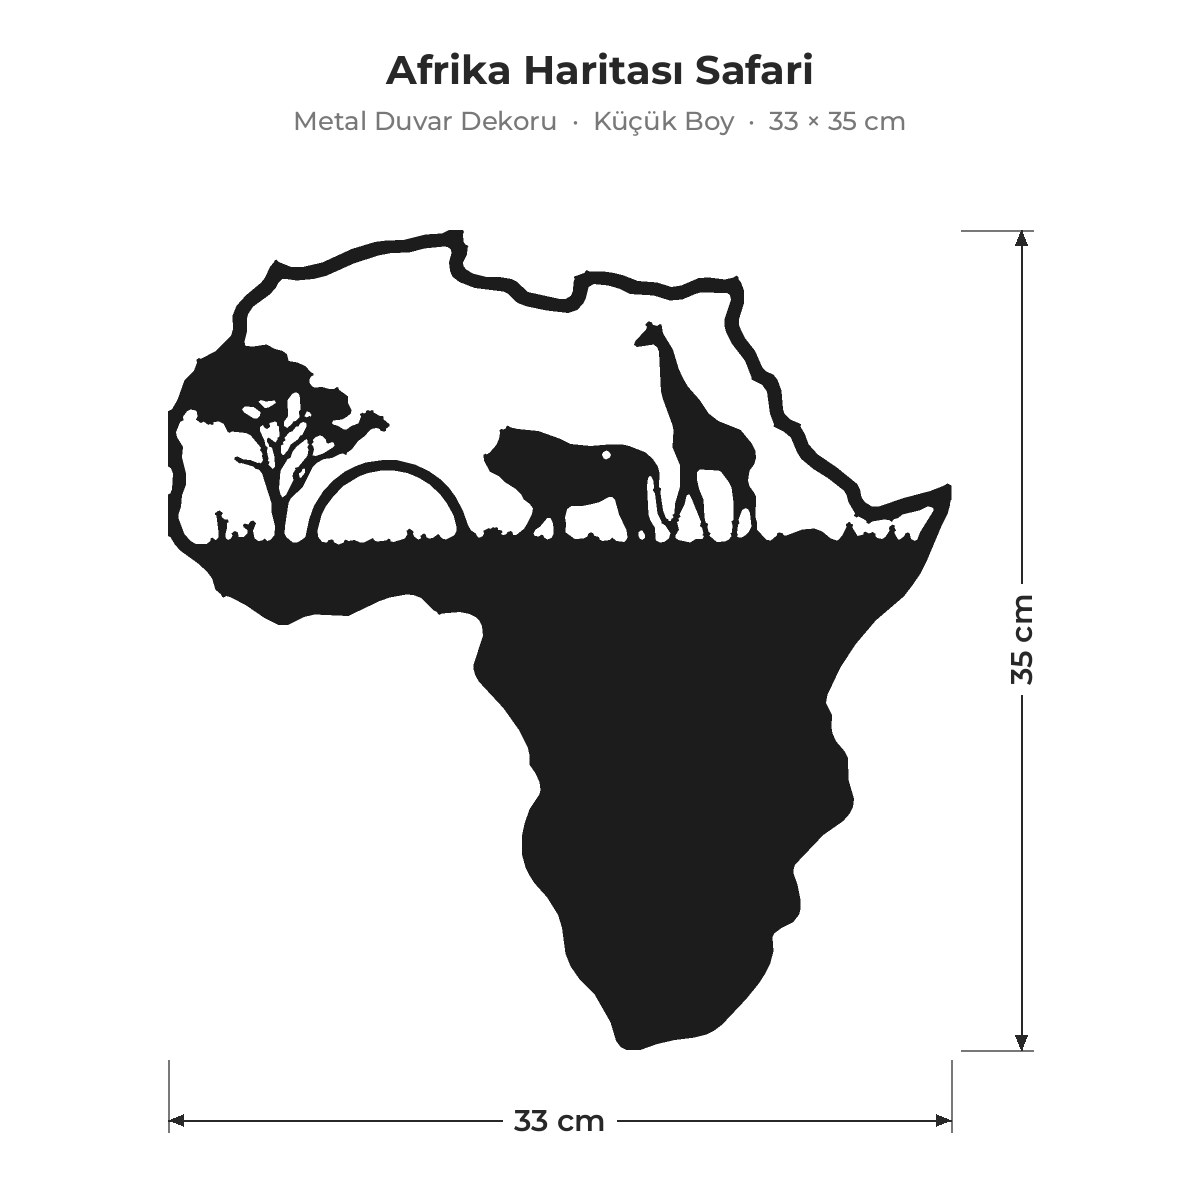 Afrika Haritası Safari
Metal Duvar Dekoru · Küçük Boy · 33 × 35 cm
35 cm
33 cm